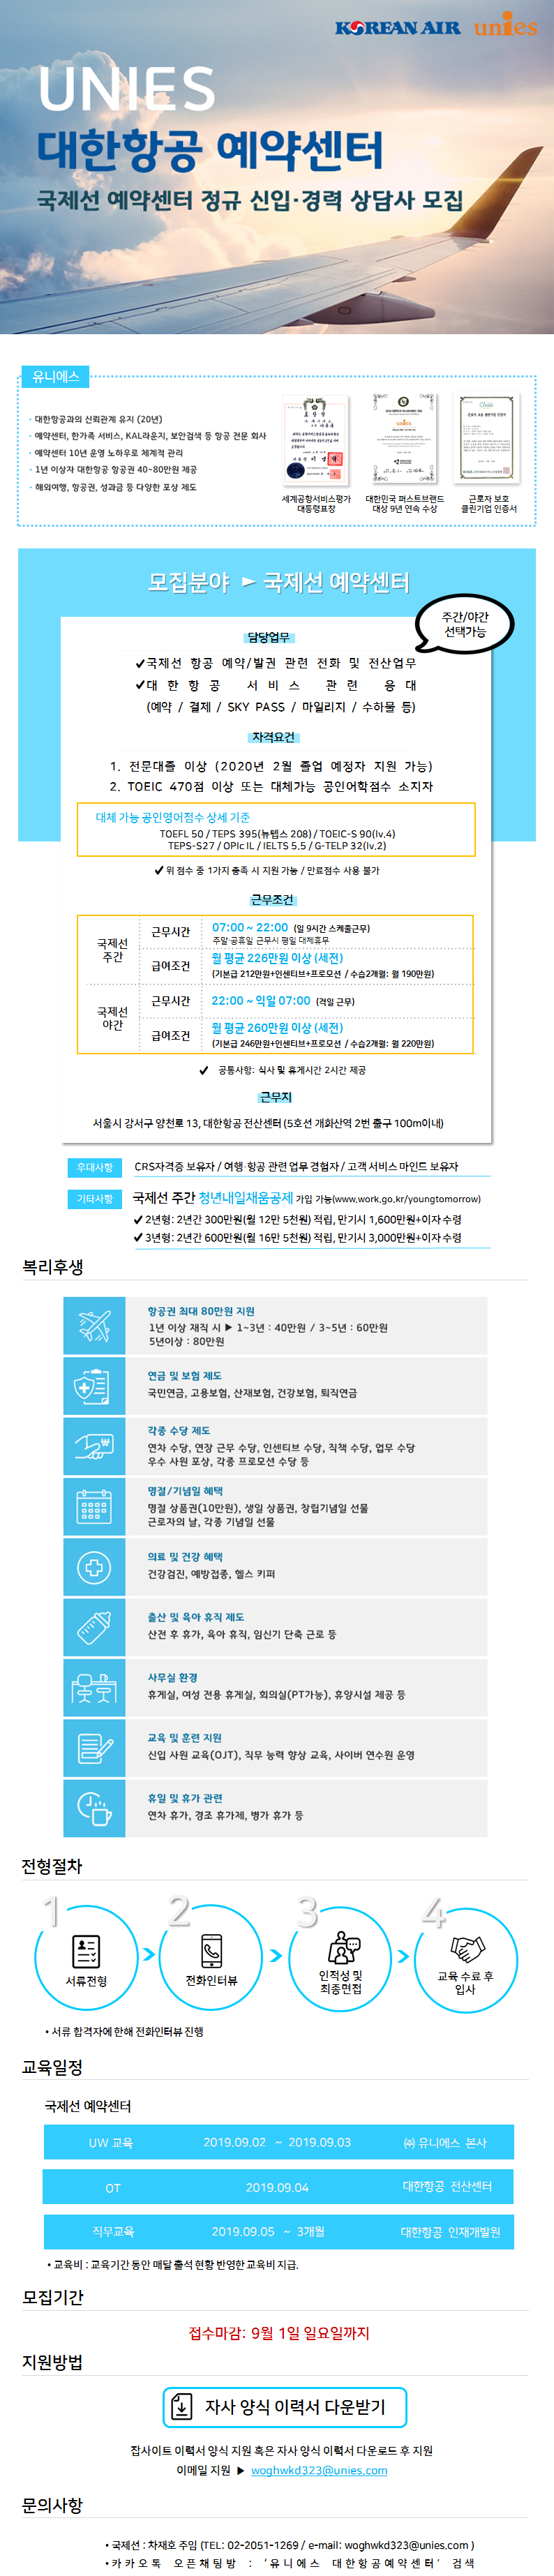 KOREAN AIR unies
UNIES
대한항공 예약센터
국제선 예약센터 정규 신입·경력 상담사 모집
유니에스
· 대한항공과의 신뢰관계 유지 (20년)
· 예약센터, 한가족 서비스, KAL라운지, 보안검색 등 항공 전문 회사
· 예약센터 10년 운영 노하우로 체계적 관리
· 1년 이상자 대한항공 항공권 40~80만원 제공
· 해외여행, 항공권, 성과금 등 다양한 포상 제도
세계공항서비스평가
대통령표창
대한민국 퍼스트브랜드
대상 9년 연속 수상
근로자 보호
클린기업 인증서
모집분야 ► 국제선 예약센터
주간/야간
선택가능
담당업무
✔국제선 항공 예약/발권 관련 전화 및 전산업무
✔대한항공 서비스 관련 응대
(예약 / 결제 / SKY PASS / 마일리지 / 수하물 등)
자격요건
1. 전문대졸 이상 (2020년 2월 졸업 예정자 지원 가능)
2. TOEIC 470점 이상 또는 대체가능 공인어학점수 소지자
대체 가능 공인영어점수 상세 기준
TOEFL 50 / TEPS 395(뉴텝스 208) / TOEIC-S 90(lv.4)
TEPS-S27 / OPIc IL / IELTS 5.5 / G-TELP 32(lv.2)
✔ 위 점수 중 1가지 충족 시 지원 가능 / 만료점수 사용 불가
근무조건
국제선
주간
근무시간
07:00 ~ 22:00 (일 9시간 스케줄근무)
주말·공휴일 근무시 평일 대체휴무
급여조건
월 평균 226만원 이상 (세전)
(기본급 212만원+인센티브+프로모션 / 수습2개월: 월 190만원)
국제선
야간
근무시간
22:00 ~ 익일 07:00 (격일 근무)
급여조건
월 평균 260만원 이상 (세전)
(기본급 246만원+인센티브+프로모션 / 수습2개월: 월 220만원)
✔ 공통사항: 식사 및 휴게시간 2시간 제공
근무지
서울시 강서구 양천로 13, 대한항공 전산센터 (5호선 개화산역 2번 출구 100m이내)
우대사항 CRS자격증 보유자 / 여행·항공 관련 업무 경험자 / 고객 서비스 마인드 보유자
기타사항 국제선 주간 청년내일채움공제 가입 가능(www.work.go.kr/youngtomorrow)
✔ 2년형: 2년간 300만원(월 12만 5천원) 적립, 만기시 1,600만원+이자 수령
✔ 3년형: 2년간 600만원(월 16만 5천원) 적립, 만기시 3,000만원+이자 수령
복리후생
항공권 최대 80만원 지원
1년 이상 재직 시 ▶ 1~3년 : 40만원 / 3~5년 : 60만원
5년이상 : 80만원
연금 및 보험 제도
국민연금, 고용보험, 산재보험, 건강보험, 퇴직연금
각종 수당 제도
연차 수당, 연장 근무 수당, 인센티브 수당, 직책 수당, 업무 수당
우수 사원 포상, 각종 프로모션 수당 등
명절/기념일 혜택
명절 상품권(10만원), 생일 상품권, 창립기념일 선물
근로자의 날, 각종 기념일 선물
의료 및 건강 혜택
건강검진, 예방접종, 헬스 키퍼
출산 및 육아 휴직 제도
산전 후 휴가, 육아 휴직, 임신기 단축 근로 등
사무실 환경
휴게실, 여성 전용 휴게실, 회의실(PT가능), 휴양시설 제공 등
교육 및 훈련 지원
신입 사원 교육(OJT), 직무 능력 향상 교육, 사이버 연수원 운영
휴일 및 휴가 관련
연차 휴가, 경조 휴가제, 병가 휴가 등
전형절차
1
서류전형
2
전화인터뷰
3
인적성 및
최종면접
4
교육 수료 후
입사
• 서류 합격자에 한해 전화인터뷰 진행
교육일정
국제선 예약센터
UW 교육 2019.09.02 ~ 2019.09.03 ㈜ 유니에스 본사
OT 2019.09.04 대한항공 전산센터
직무교육 2019.09.05 ~ 3개월 대한항공 인재개발원
• 교육비 : 교육기간 동안 매달 출석 현황 반영한 교육비 지급.
모집기간
접수마감: 9월 1일 일요일까지
지원방법
자사 양식 이력서 다운받기
잡사이트 이력서 양식 지원 혹은 자사 양식 이력서 다운로드 후 지원
이메일 지원 ▶ woghwkd323@unies.com
문의사항
• 국제선 : 차재호 주임 (TEL: 02-2051-1269 / e-mail: woghwkd323@unies.com )
• 카카오톡 오픈채팅방 : '유니에스 대한항공예약센터' 검색